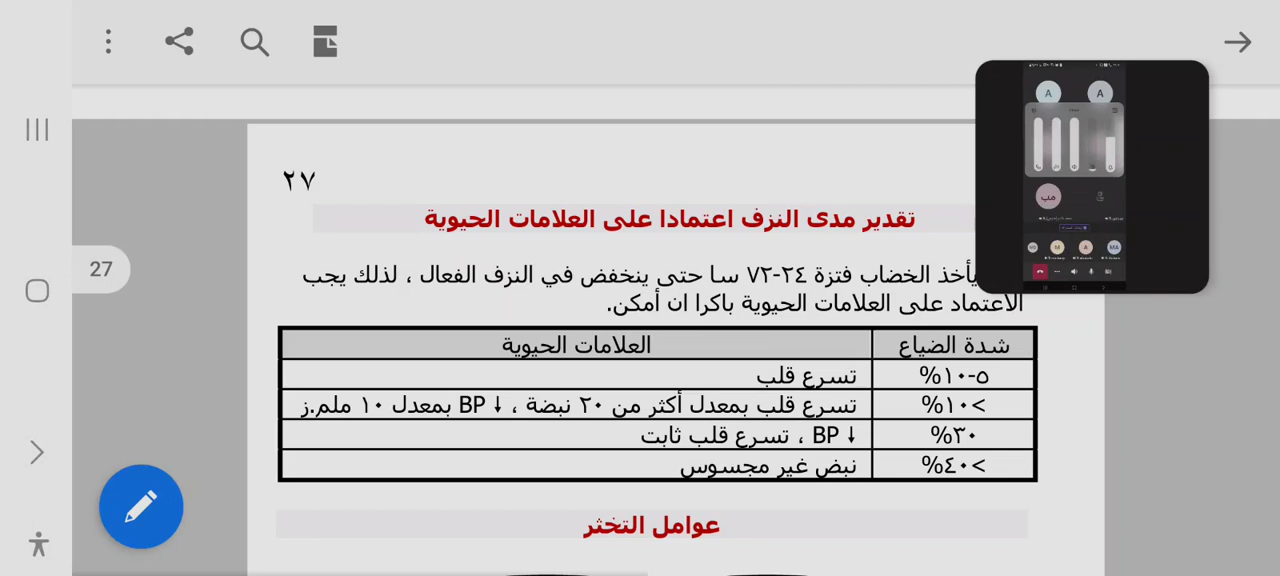 ٢٧
تقدير مدى النزف اعتمادا على العلامات الحيوية
يأخذ الخضاب فتزة ٢٤-٧٢ سا حتى ينخفض في النزف الفعال ، لذلك يجب
الاعتماد على العلامات الحيوية باكرا ان أمكن.
شدة الضياع العلامات الحيوية
٥-١٠% تسرع قلب
>١٠% تسرع قلب بمعدل أكثر من ٢٠ نبضة ، ↓ BP بمعدل ١٠ ملم.ز
٣٠% ↓ BP ، تسرع قلب ثابت
>٤٠% نبض غير مجسوس
عوامل التخثر
27
A A
مب
M A MA